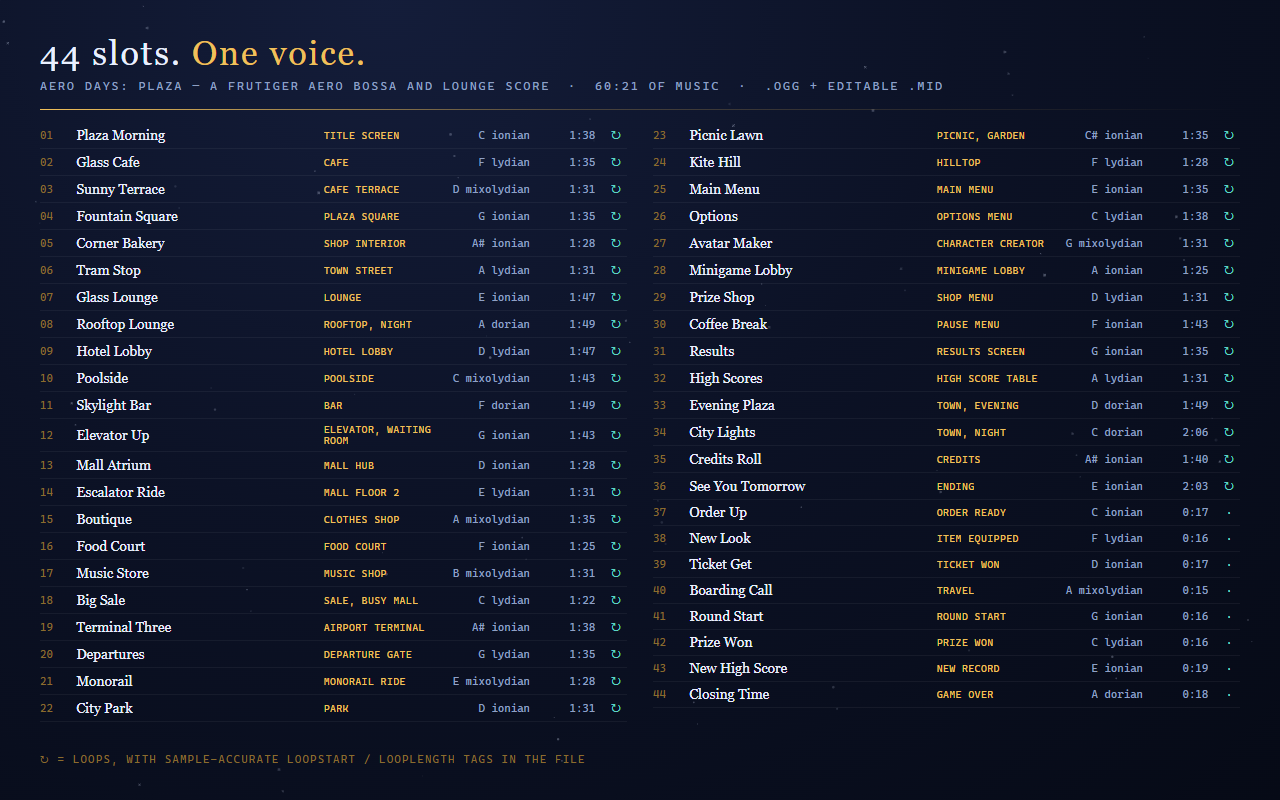 44 slots. One voice.
AERO DAYS: PLAZA — A FRUTIGER AERO BOSSA AND LOUNGE SCORE · 60:21 OF MUSIC · .OGG + EDITABLE .MID
01 Plaza Morning TITLE SCREEN C ionian 1:38 ↻
02 Glass Cafe CAFE F lydian 1:35 ↻
03 Sunny Terrace CAFE TERRACE D mixolydian 1:31 ↻
04 Fountain Square PLAZA SQUARE G ionian 1:35 ↻
05 Corner Bakery SHOP INTERIOR A# ionian 1:28 ↻
06 Tram Stop TOWN STREET A lydian 1:31 ↻
07 Glass Lounge LOUNGE E ionian 1:47 ↻
08 Rooftop Lounge ROOFTOP, NIGHT A dorian 1:49 ↻
09 Hotel Lobby HOTEL LOBBY D lydian 1:47 ↻
10 Poolside POOLSIDE C mixolydian 1:43 ↻
11 Skylight Bar BAR F dorian 1:49 ↻
12 Elevator Up ELEVATOR, WAITING ROOM G ionian 1:43 ↻
13 Mall Atrium MALL HUB D ionian 1:28 ↻
14 Escalator Ride MALL FLOOR 2 E lydian 1:31 ↻
15 Boutique CLOTHES SHOP A mixolydian 1:35 ↻
16 Food Court FOOD COURT F ionian 1:25 ↻
17 Music Store MUSIC SHOP B mixolydian 1:31 ↻
18 Big Sale SALE, BUSY MALL C lydian 1:22 ↻
19 Terminal Three AIRPORT TERMINAL A# ionian 1:38 ↻
20 Departures DEPARTURE GATE G lydian 1:35 ↻
21 Monorail MONORAIL RIDE E mixolydian 1:28 ↻
22 City Park PARK D ionian 1:31 ↻
23 Picnic Lawn PICNIC, GARDEN C# ionian 1:35 ↻
24 Kite Hill HILLTOP F lydian 1:28 ↻
25 Main Menu MAIN MENU E ionian 1:35 ↻
26 Options OPTIONS MENU C lydian 1:38 ↻
27 Avatar Maker CHARACTER CREATOR G mixolydian 1:31 ↻
28 Minigame Lobby MINIGAME LOBBY A ionian 1:25 ↻
29 Prize Shop SHOP MENU D lydian 1:31 ↻
30 Coffee Break PAUSE MENU F ionian 1:43 ↻
31 Results RESULTS SCREEN G ionian 1:35 ↻
32 High Scores HIGH SCORE TABLE A lydian 1:31 ↻
33 Evening Plaza TOWN, EVENING D dorian 1:49 ↻
34 City Lights TOWN, NIGHT C dorian 2:06 ↻
35 Credits Roll CREDITS A# ionian 1:40 ↻
36 See You Tomorrow ENDING E ionian 2:03 ↻
37 Order Up ORDER READY C ionian 0:17 ·
38 New Look ITEM EQUIPPED F lydian 0:16 ·
39 Ticket Get TICKET WON D ionian 0:17 ·
40 Boarding Call TRAVEL A mixolydian 0:15 ·
41 Round Start ROUND START G ionian 0:16 ·
42 Prize Won PRIZE WON C lydian 0:16 ·
43 New High Score NEW RECORD E ionian 0:19 ·
44 Closing Time GAME OVER A dorian 0:18 ·
↻ = LOOPS, WITH SAMPLE-ACCURATE LOOPSTART / LOOPLENGTH TAGS IN THE FILE